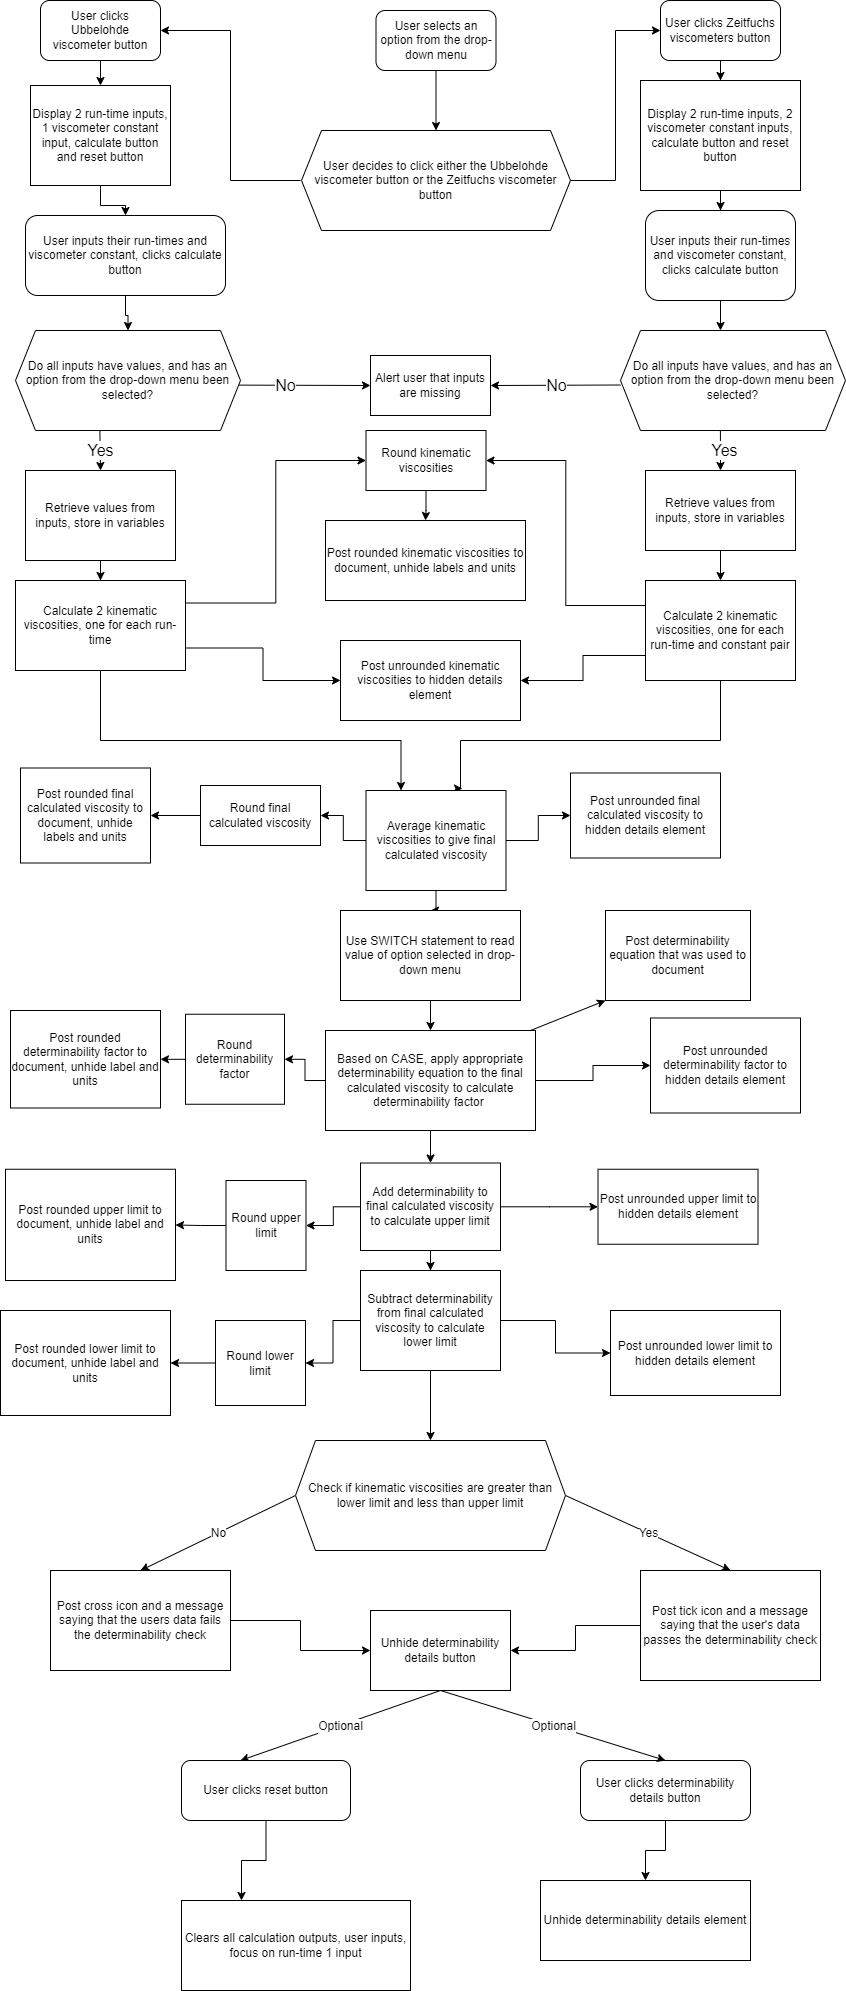 User clicks
Ubbelohde
viscometer button
User selects an
option from the drop-
down menu
User clicks Zeitfuchs
viscometers button
Display 2 run-time inputs,
1 viscometer constant
input, calculate button
and reset button
Display 2 run-time inputs, 2
viscometer constant inputs,
calculate button and reset
button
User decides to click either the Ubbelohde
viscometer button or the Zeitfuchs viscometer
button
User inputs their run-times and
viscometer constant, clicks calculate
button
User inputs their run-times
and viscometer constant,
clicks calculate button
Do all inputs have values, and has an
option from the drop-down menu been
selected?
No
Alert user that inputs
are missing
No
Do all inputs have values, and has an
option from the drop-down menu been
selected?
Yes
Yes
Round kinematic
viscosities
Retrieve values from
inputs, store in variables
Retrieve values from
inputs, store in variables
Post rounded kinematic viscosities to
document, unhide labels and units
Calculate 2 kinematic
viscosities, one for each run-
time
Calculate 2 kinematic
viscosities, one for each
run-time and constant pair
Post unrounded kinematic
viscosities to hidden details
element
Post rounded final
calculated viscosity to
document, unhide
labels and units
Round final
calculated viscosity
Average kinematic
viscosities to give final
calculated viscosity
Post unrounded final
calculated viscosity to
hidden details element
Use SWITCH statement to read
value of option selected in drop-
down menu
Post determinability
equation that was used to
document
Post rounded
determinability factor to
document, unhide label and
units
Round
determinability
factor
Based on CASE, apply appropriate
determinability equation to the final
calculated viscosity to calculate
determinability factor
Post unrounded
determinability factor to
hidden details element
Post rounded upper limit to
document, unhide label and
units
Round upper
limit
Add determinability to
final calculated viscosity
to calculate upper limit
Post unrounded upper limit to
hidden details element
Post rounded lower limit to
document, unhide label and
units
Round lower
limit
Subtract determinability
from final calculated
viscosity to calculate
lower limit
Post unrounded lower limit to
hidden details element
Check if kinematic viscosities are greater than
lower limit and less than upper limit
No
Yes
Post cross icon and a message
saying that the users data fails
the determinability check
Post tick icon and a message
saying that the user's data
passes the determinability check
Unhide determinability
details button
Optional
Optional
User clicks reset button
User clicks determinability
details button
Clears all calculation outputs, user inputs,
focus on run-time 1 input
Unhide determinability details element